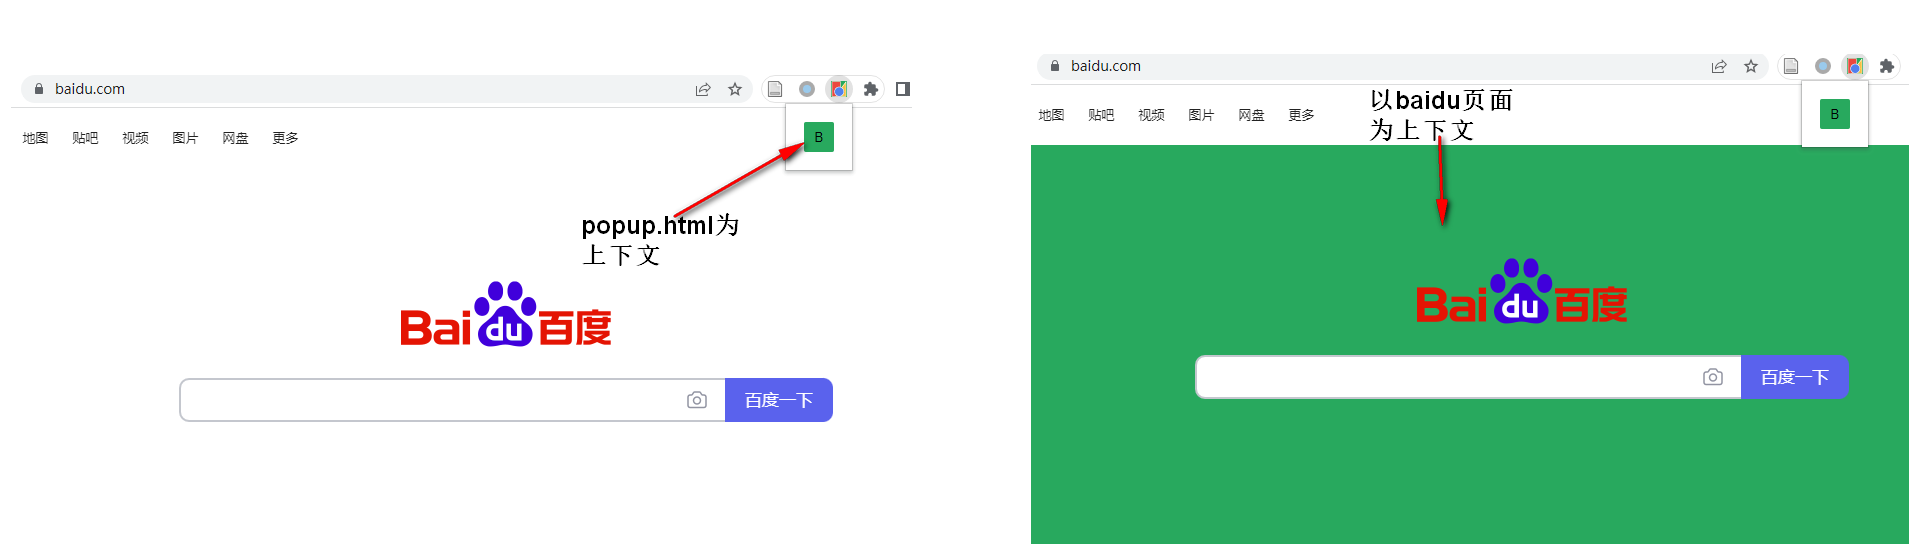 baidu.com
地图 贴吧 视频 图片 网盘 更多
B
popup.html为
上下文
Bai du 百度
百度一下
baidu.com
以baidu页面
为上下文
地图 贴吧 视频 图片 网盘 更多
B
Bai du 百度
百度一下